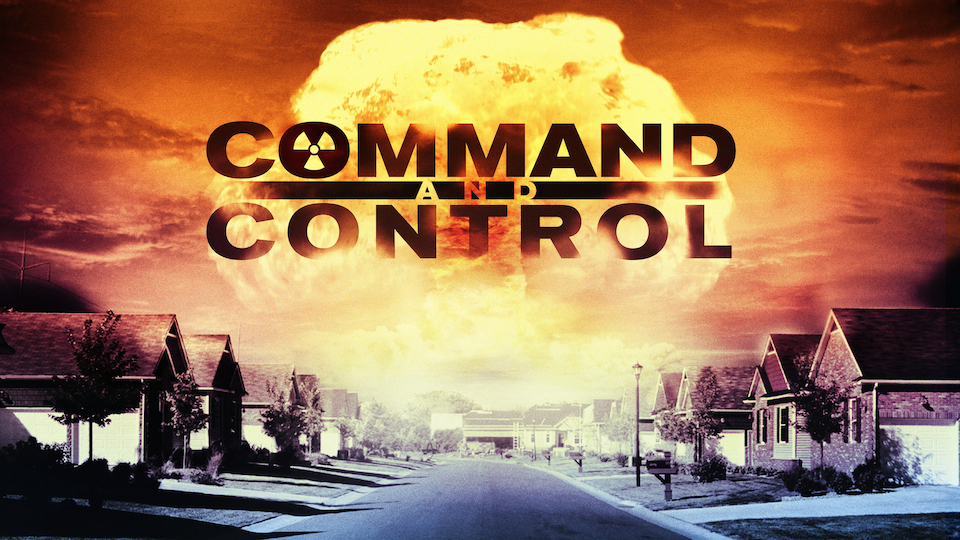 COMMAND
AND
CONTROL